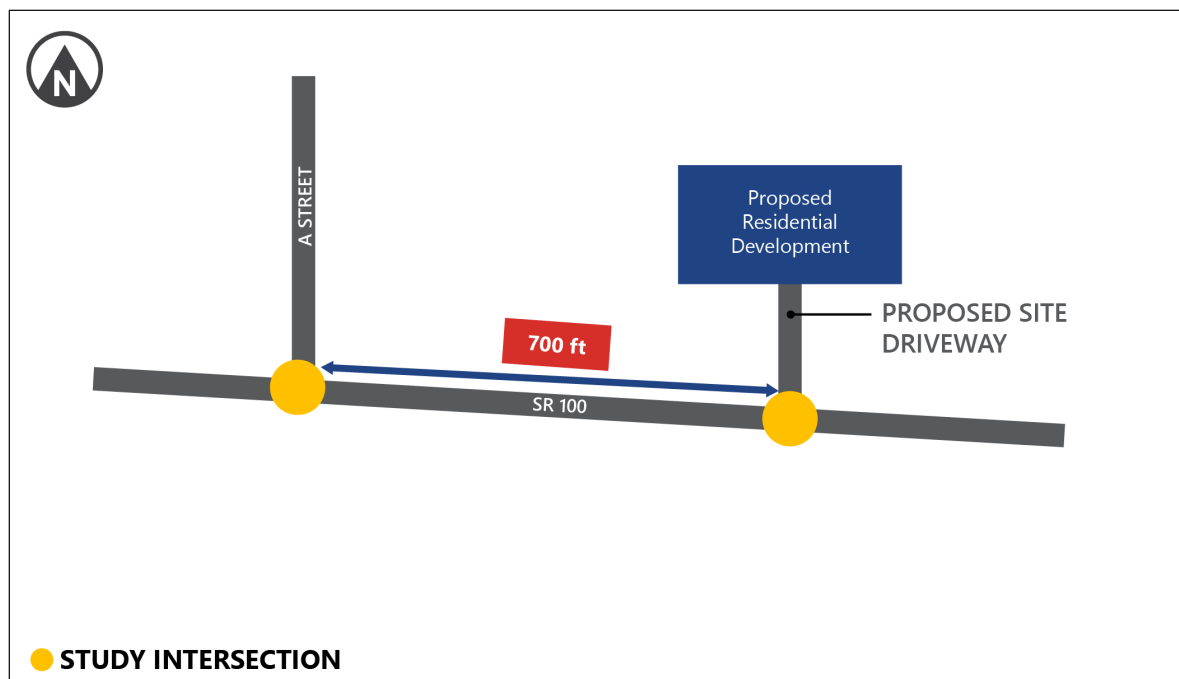 N
A STREET
Proposed
Residential
Development
PROPOSED SITE
DRIVEWAY
700 ft
SR 100
STUDY INTERSECTION